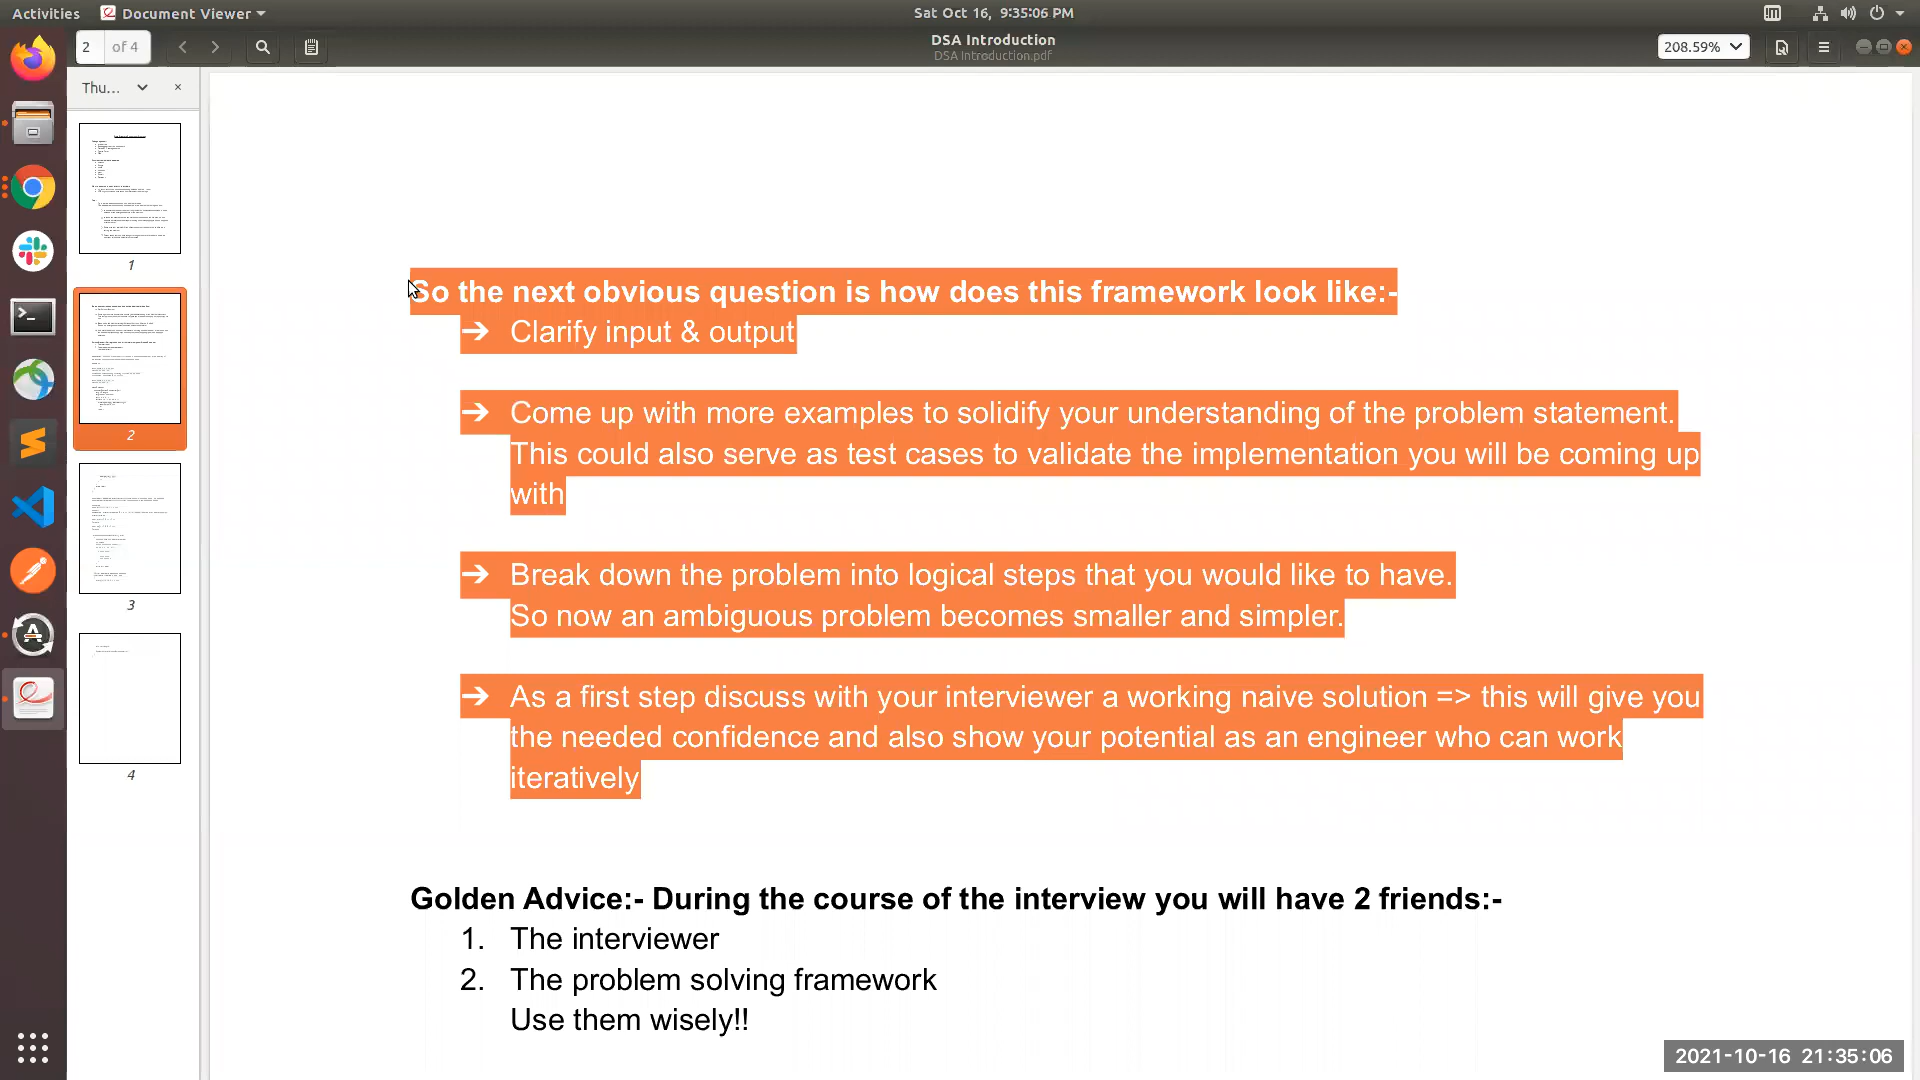 Activities Document Viewer Sat Oct 16, 9:35:06 PM
2 of 4 DSA Introduction 208.59%
DSA Introduction.pdf
Thu...
1
2
3
4
So the next obvious question is how does this framework look like:-
➔ Clarify input & output
➔ Come up with more examples to solidify your understanding of the problem statement.
This could also serve as test cases to validate the implementation you will be coming up
with
➔ Break down the problem into logical steps that you would like to have.
So now an ambiguous problem becomes smaller and simpler.
➔ As a first step discuss with your interviewer a working naive solution => this will give you
the needed confidence and also show your potential as an engineer who can work
iteratively
Golden Advice:- During the course of the interview you will have 2 friends:-
1. The interviewer
2. The problem solving framework
Use them wisely!!
2021-10-16 21:35:06